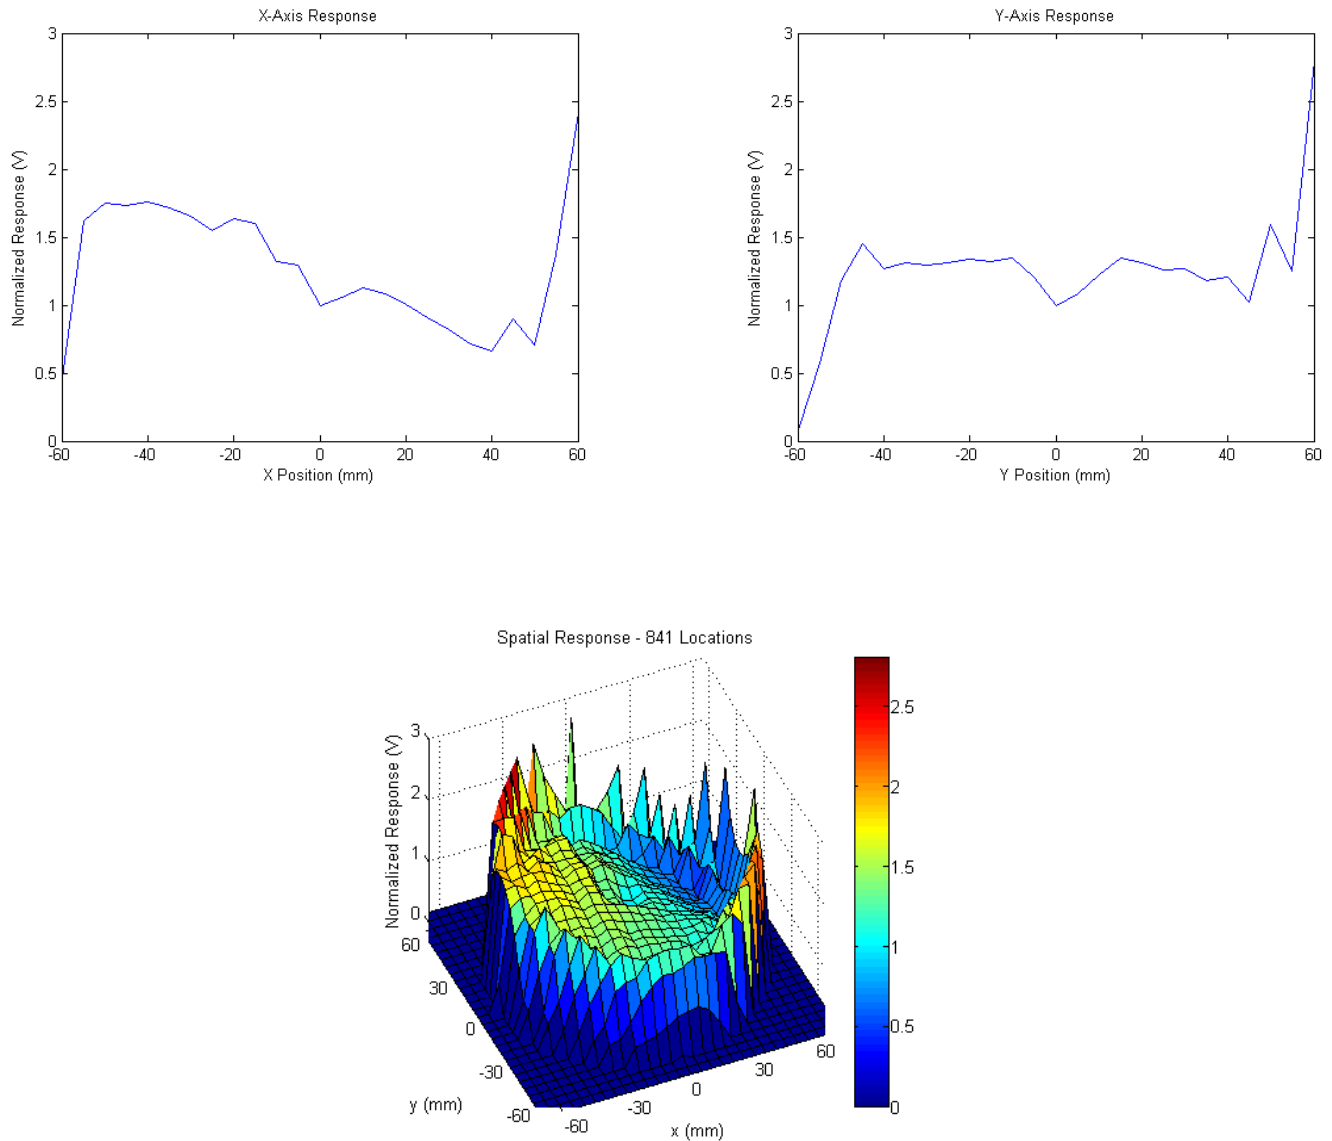 X-Axis Response
3
2.5
2
1.5
1
0.5
0
Normalized Response (V)
-60 -40 -20 0 20 40 60
X Position (mm)
Y-Axis Response
3
2.5
2
1.5
1
0.5
0
Normalized Response (V)
-60 -40 -20 0 20 40 60
Y Position (mm)
Spatial Response - 841 Locations
3
2
1
0
Normalized Response (V)
60
30
0
-30
-60
y (mm)
-60
-30
0
30
60
x (mm)
2.5
2
1.5
1
0.5
0